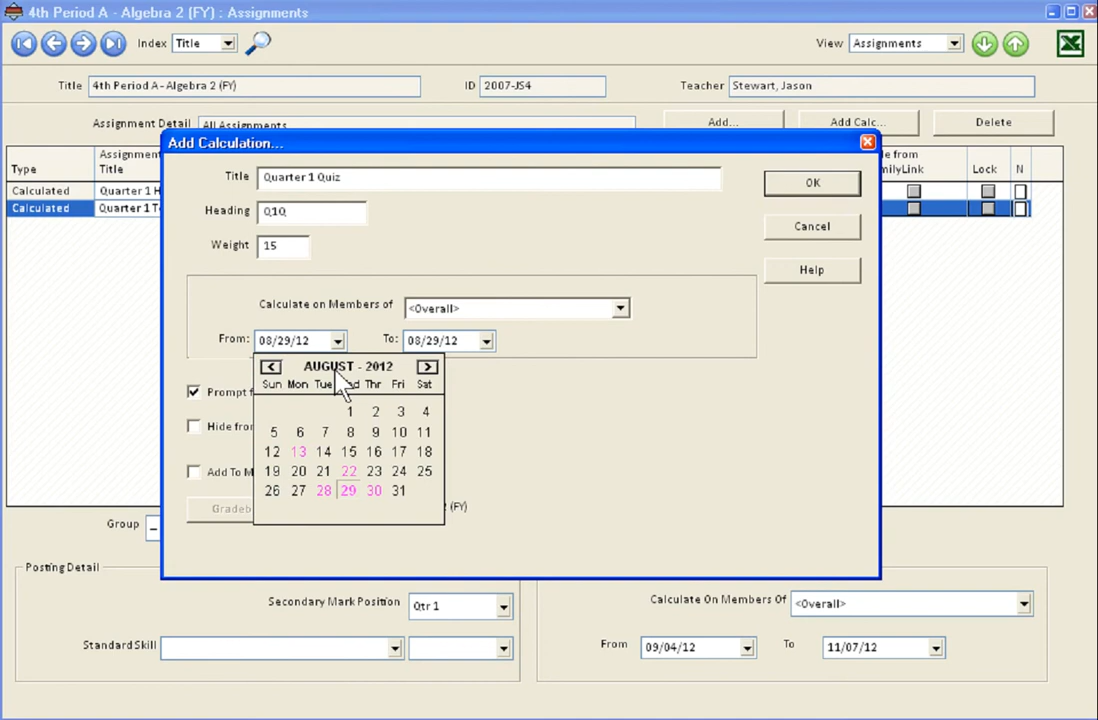 4th Period A - Algebra 2 (FY) : Assignments
Index Title View Assignments
Title 4th Period A - Algebra 2 (FY) ID 2007-JS4 Teacher Stewart, Jason
Assignment Detail All Assignments Add... Add Calc... Delete
Add Calculation...
Type Assignment Title Lock N
Calculated Quarter 1 H
Calculated Quarter 1 T
Title Quarter 1 Quiz OK
Heading Q1Q Cancel
Weight 15 Help
Calculate on Members of <Overall>
From: 08/29/12 To: 08/29/12
AUGUST - 2012
Sun Mon Tue Thr Fri Sat
1 2 3 4
5 6 7 8 9 10 11
12 13 14 15 16 17 18
19 20 21 22 23 24 25
26 27 28 29 30 31
Prompt f
Hide from
Add To M
Gradeb (FY)
Group
Posting Detail
Secondary Mark Position Qtr 1 Calculate On Members Of <Overall>
Standard Skill From 09/04/12 To 11/07/12